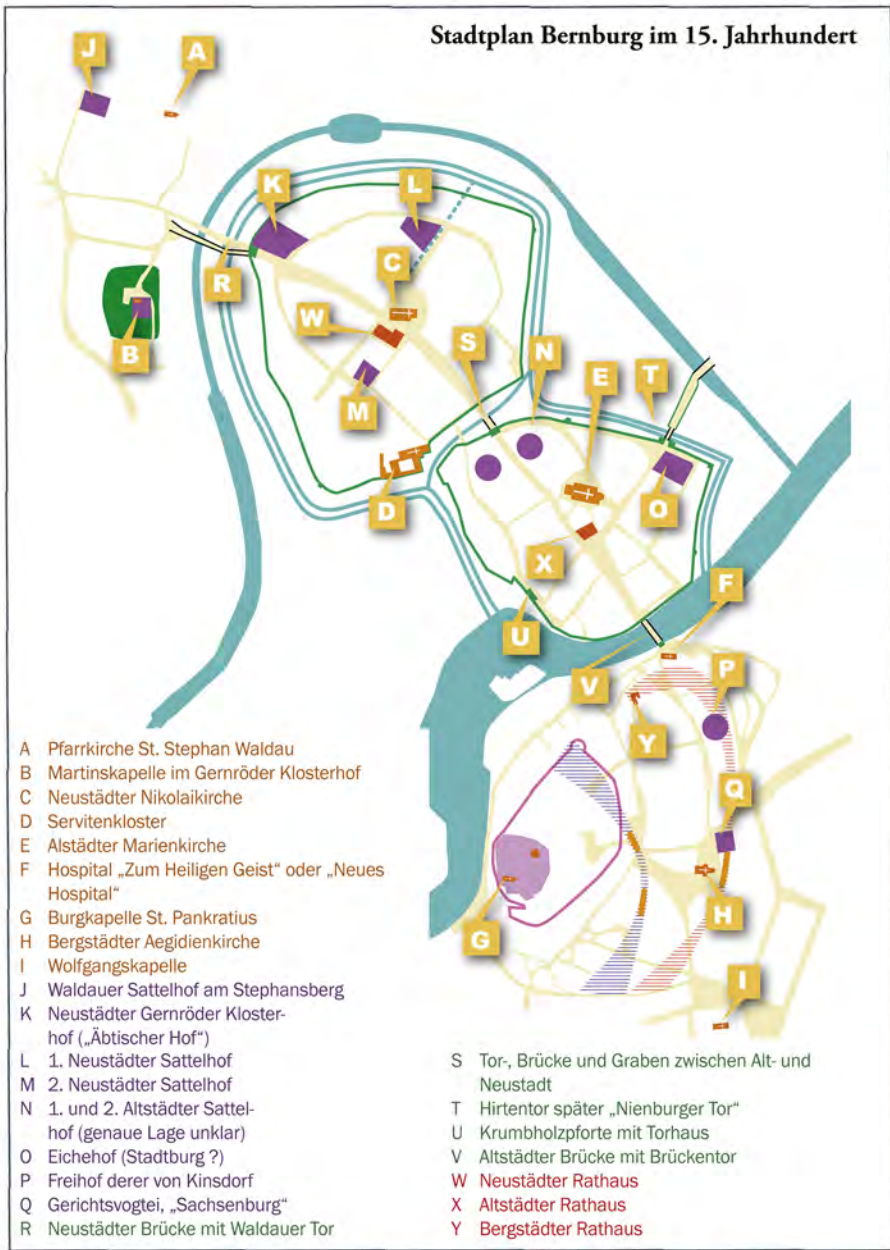 Stadtplan Bernburg im 15. Jahrhundert
J
A
K
L
C
R
W
S
N
E
T
B
M
D
O
X
U
F
V
P
Y
Q
G
H
I
A Pfarrkirche St. Stephan Waldau
B Martinskapelle im Gernröder Klosterhof
C Neustädter Nikolaikirche
D Servitenkloster
E Alstädter Marienkirche
F Hospital „Zum Heiligen Geist“ oder „Neues
Hospital“
G Burgkapelle St. Pankratius
H Bergstädter Aegidienkirche
I Wolfgangskapelle
J Waldauer Sattelhof am Stephansberg
K Neustädter Gernröder Kloster-
hof („Äbtischer Hof“)
L 1. Neustädter Sattelhof
M 2. Neustädter Sattelhof
N 1. und 2. Altstädter Sattel-
hof (genaue Lage unklar)
O Eichehof (Stadtburg ?)
P Freihof derer von Kinsdorf
Q Gerichtsvogtei, „Sachsenburg“
R Neustädter Brücke mit Waldauer Tor
S Tor-, Brücke und Graben zwischen Alt- und
Neustadt
T Hirtentor später „Nienburger Tor“
U Krumbholzpforte mit Torhaus
V Altstädter Brücke mit Brückentor
W Neustädter Rathaus
X Altstädter Rathaus
Y Bergstädter Rathaus